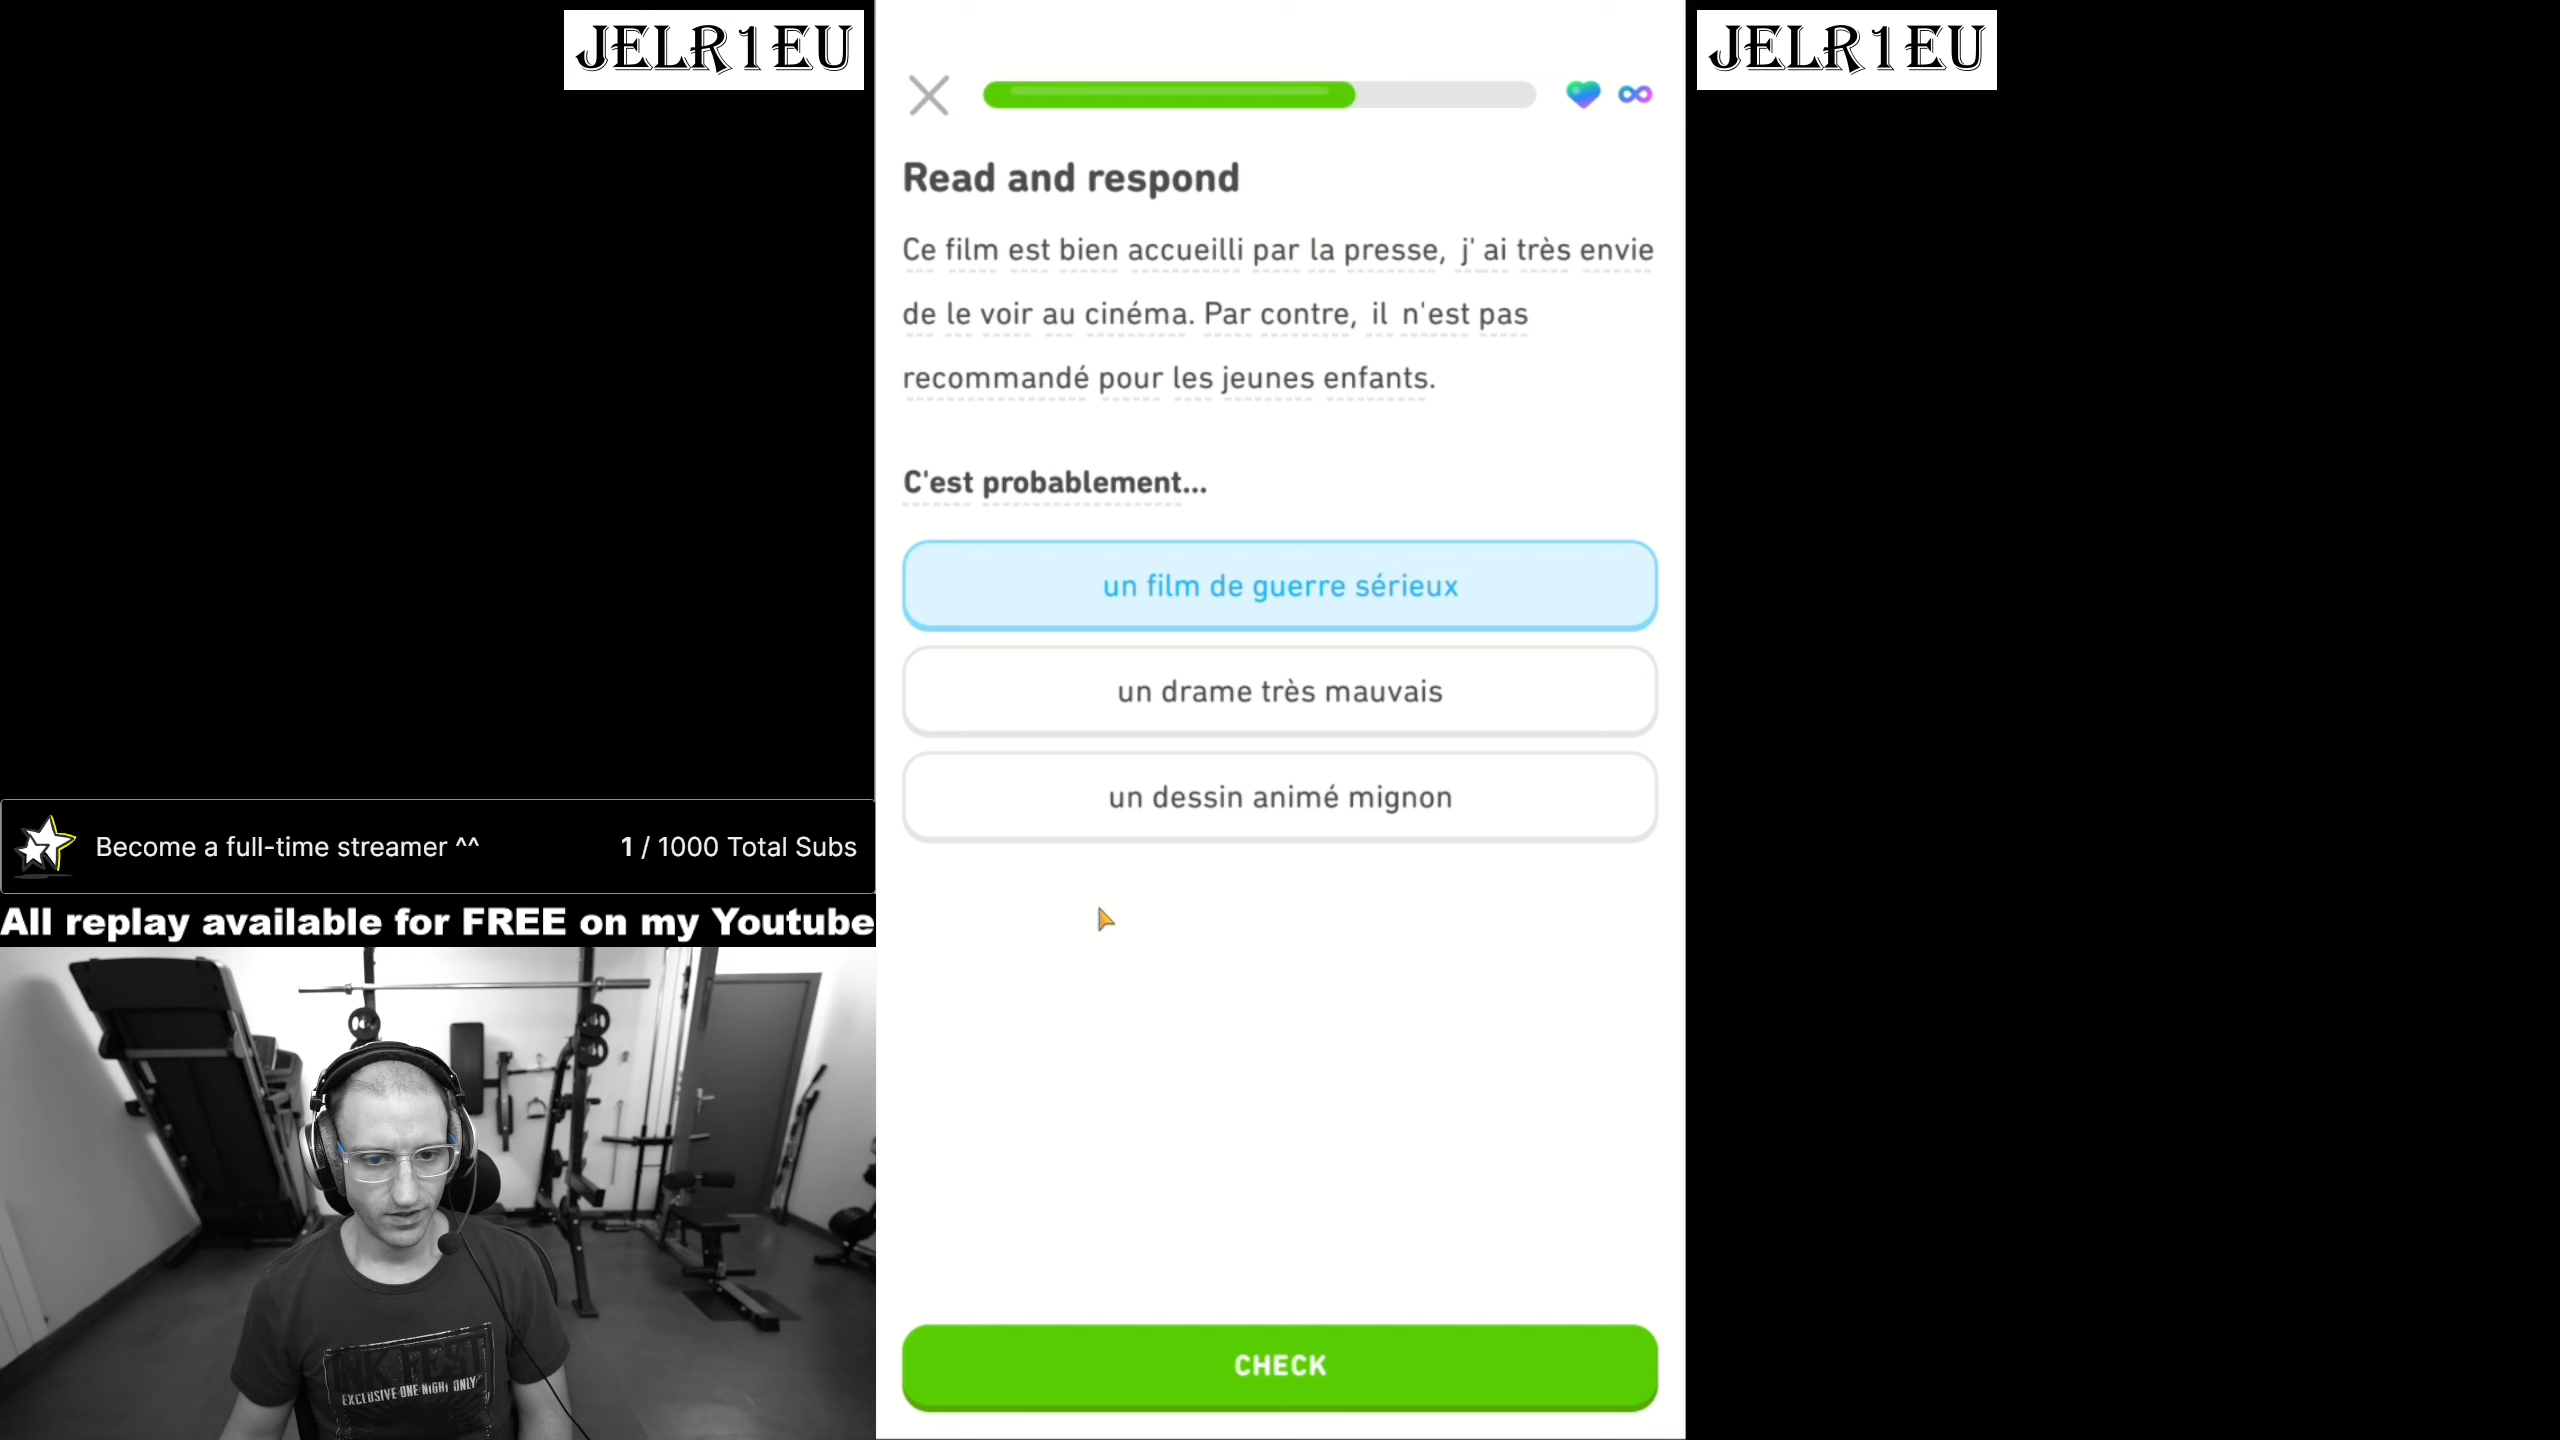 JELR1EU
JELR1EU
Read and respond
Ce film est bien accueilli par la presse, j' ai très envie
de le voir au cinéma. Par contre, il n'est pas
recommandé pour les jeunes enfants.
C'est probablement...
un film de guerre sérieux
un drame très mauvais
un dessin animé mignon
Become a full-time streamer ^^ 1 / 1000 Total Subs
All replay available for FREE on my Youtube
EXCLUSIVE ONE NIGHT ONLY
CHECK